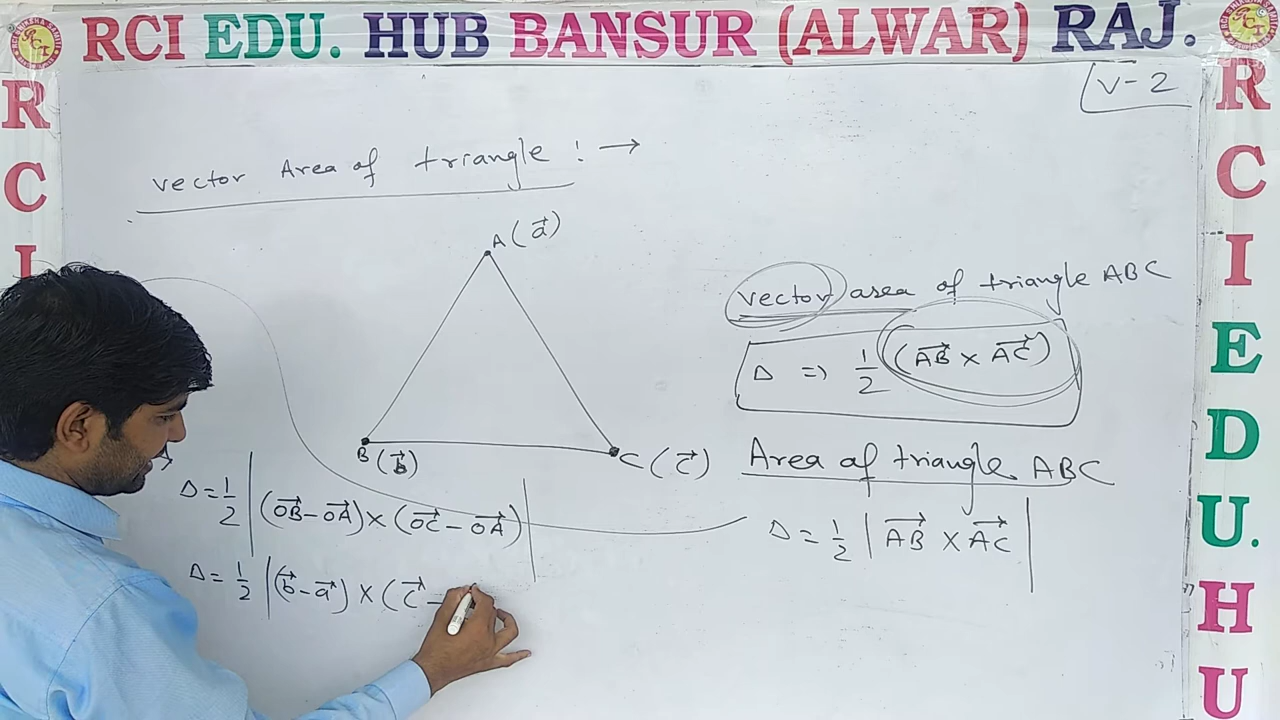 RCI EDU. HUB BANSUR (ALWAR) RAJ.
V-2
R
C
I
R
C
I
E
D
U.
H
U
vector Area of triangle : →
A(a⃗)
B(b⃗)
C(c⃗)
vector area of triangle ABC
Δ ⇒ 1/2 (AB⃗ × AC⃗)
Area of triangle ABC
Δ = 1/2 |AB⃗ × AC⃗|
Δ = 1/2 |(OB⃗ - OA⃗) × (OC⃗ - OA⃗)|
Δ = 1/2 |(b⃗ - a⃗) × (c⃗ -